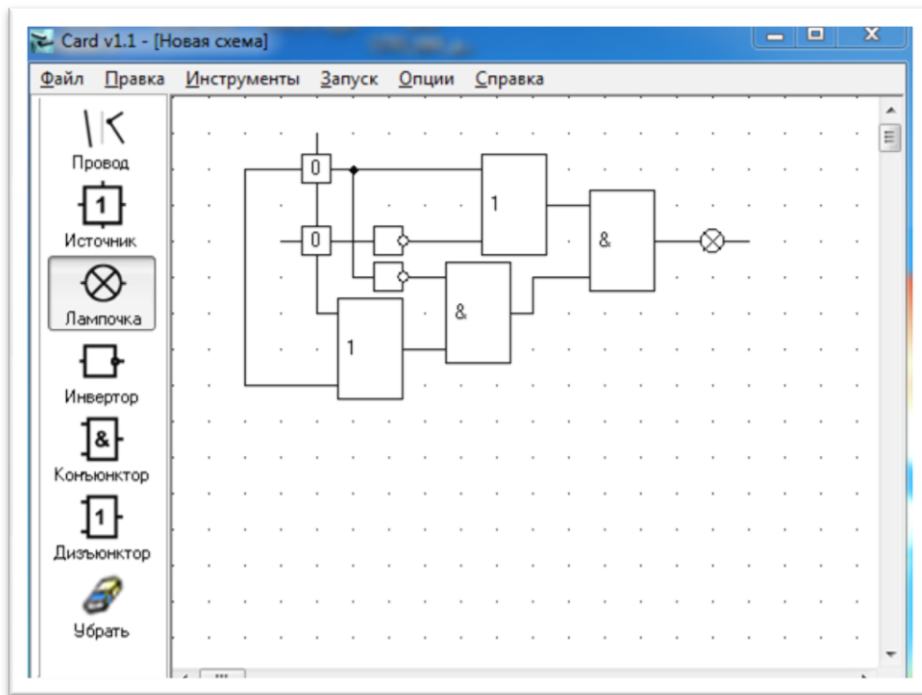 Card v1.1 - [Новая схема]
Файл Правка Инструменты Запуск Опции Справка
Провод
1
Источник
Лампочка
Инвертор
&
Конъюнктор
1
Дизъюнктор
Убрать
0
1
0
&
&
1